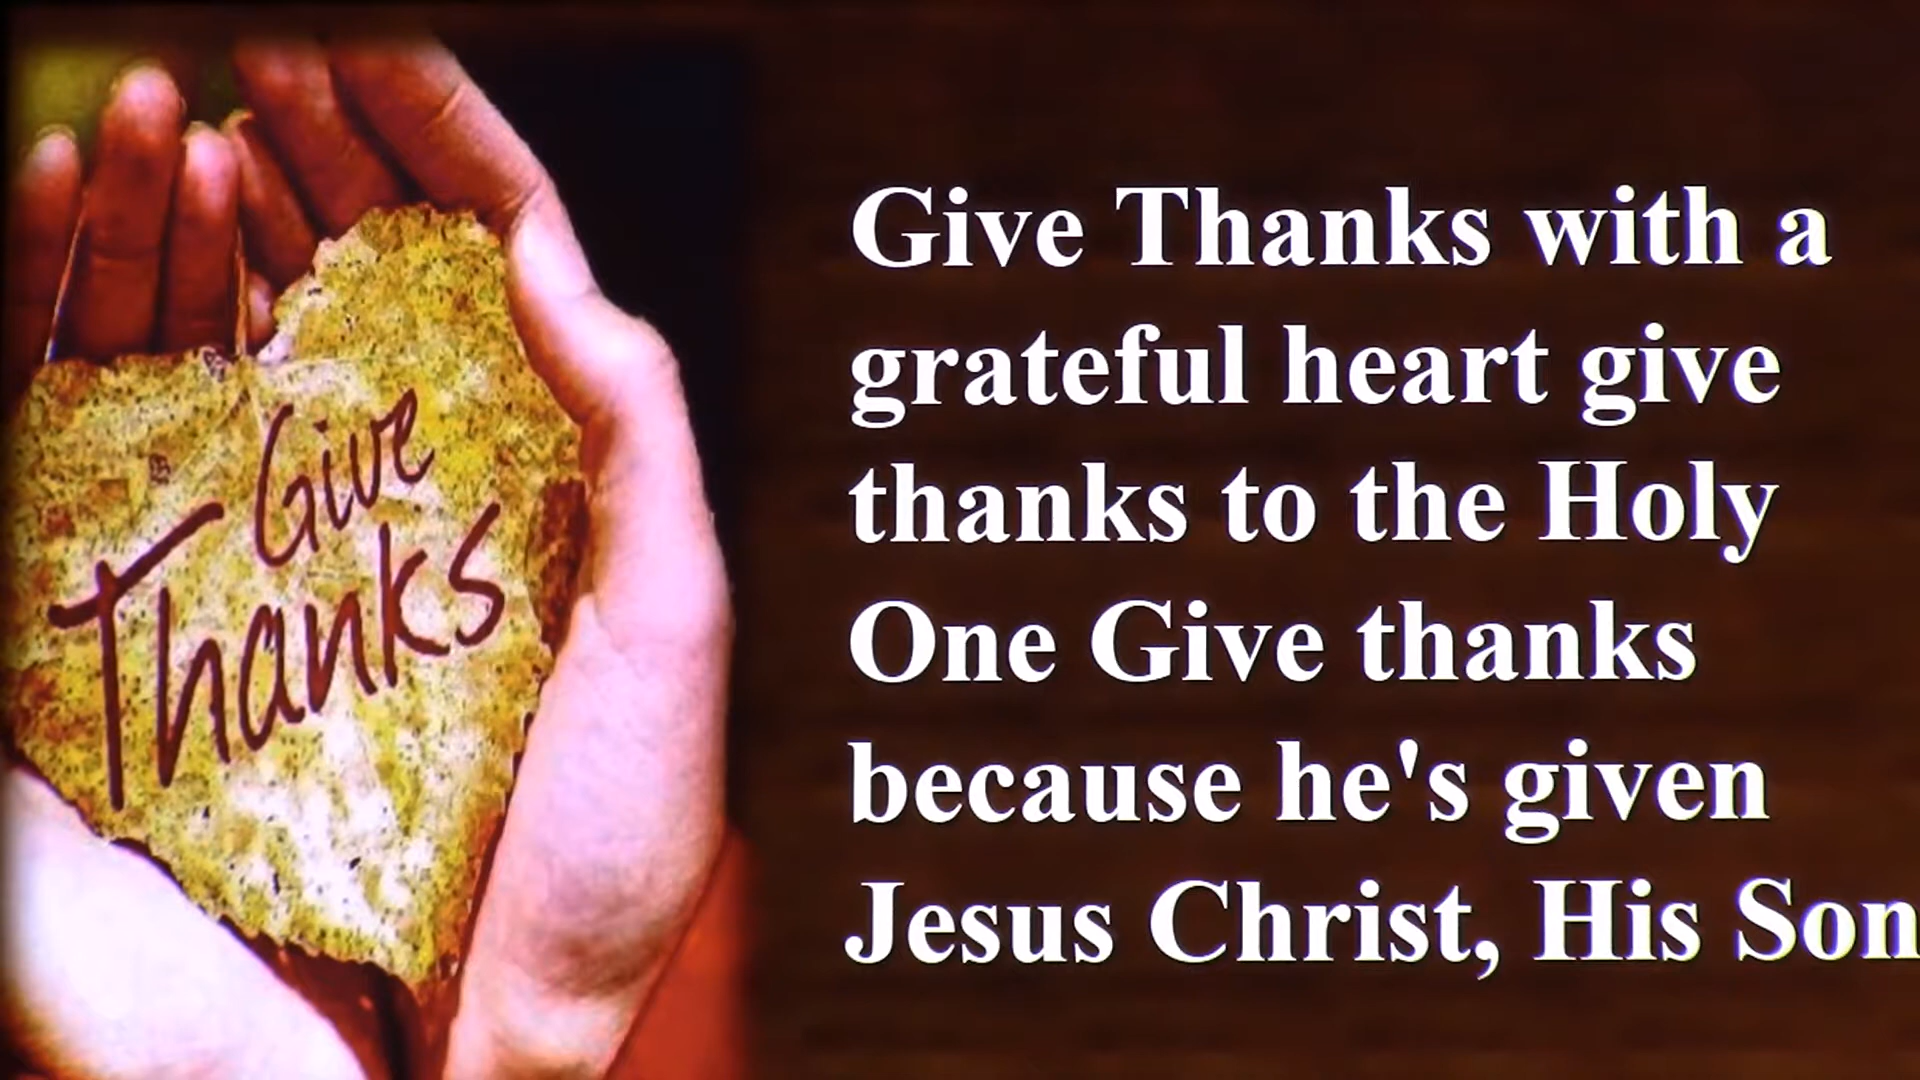 Give
Thanks
Give Thanks with a
grateful heart give
thanks to the Holy
One Give thanks
because he's given
Jesus Christ, His Son